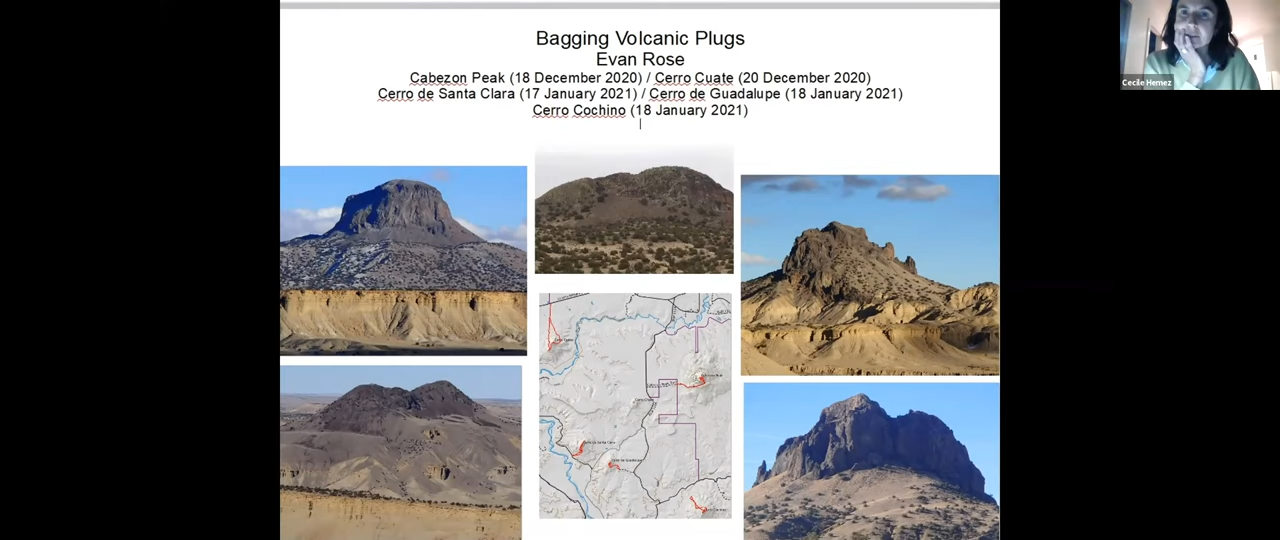 Bagging Volcanic Plugs
Evan Rose
Cabezon Peak (18 December 2020) / Cerro Cuate (20 December 2020)
Cerro de Santa Clara (17 January 2021) / Cerro de Guadalupe (18 January 2021)
Cerro Cochino (18 January 2021)
Cecile Hemez